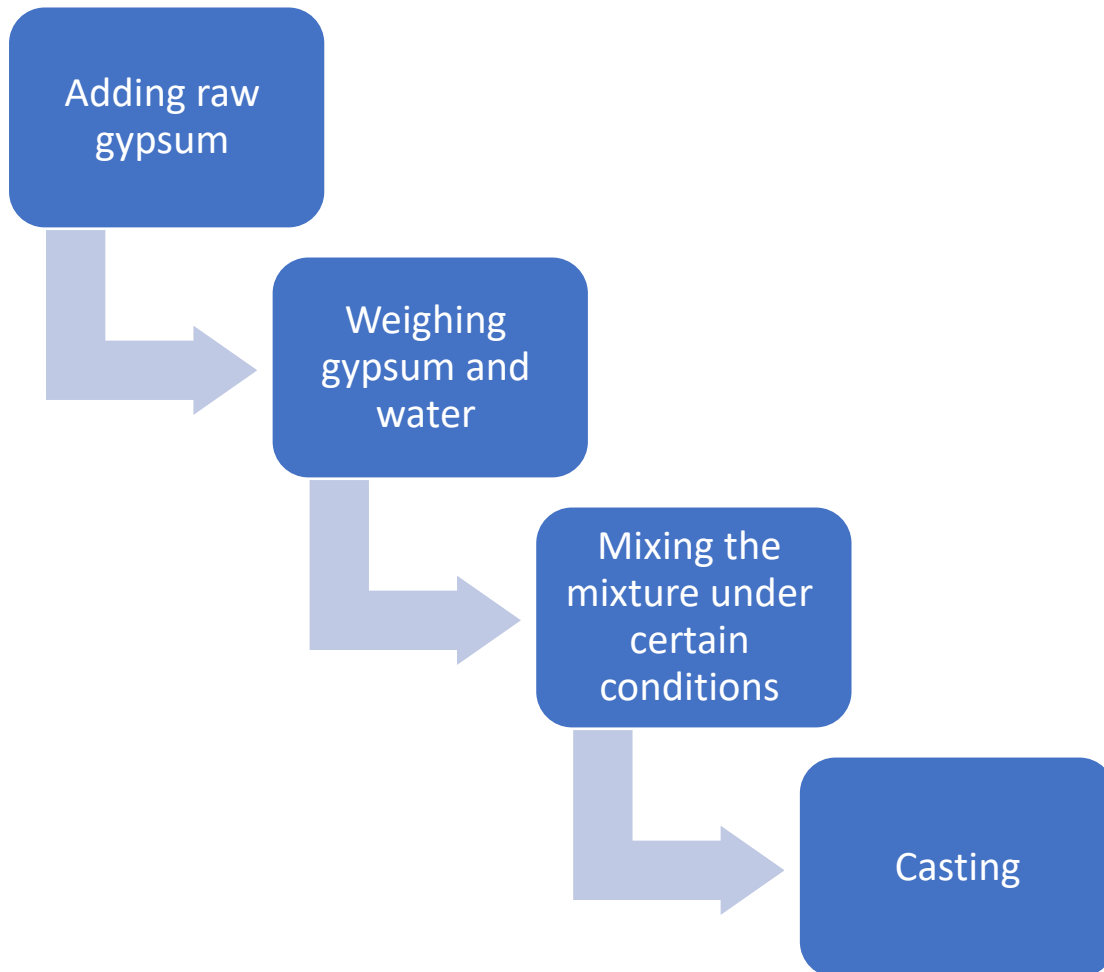 Adding raw
gypsum
Weighing
gypsum and
water
Mixing the
mixture under
certain
conditions
Casting